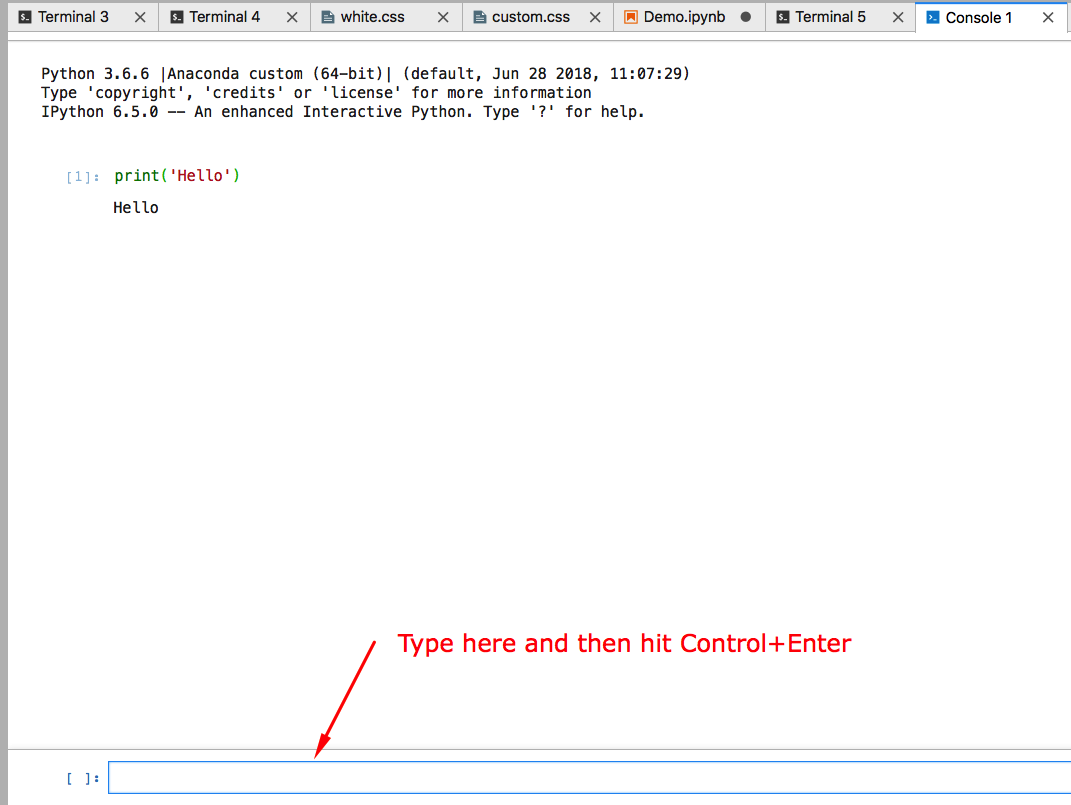 Terminal 3 Terminal 4 white.css custom.css Demo.ipynb Terminal 5 Console 1
Python 3.6.6 |Anaconda custom (64-bit)| (default, Jun 28 2018, 11:07:29)
Type 'copyright', 'credits' or 'license' for more information
IPython 6.5.0 -- An enhanced Interactive Python. Type '?' for help.
[1]: print('Hello')
Hello
Type here and then hit Control+Enter
[ ]: